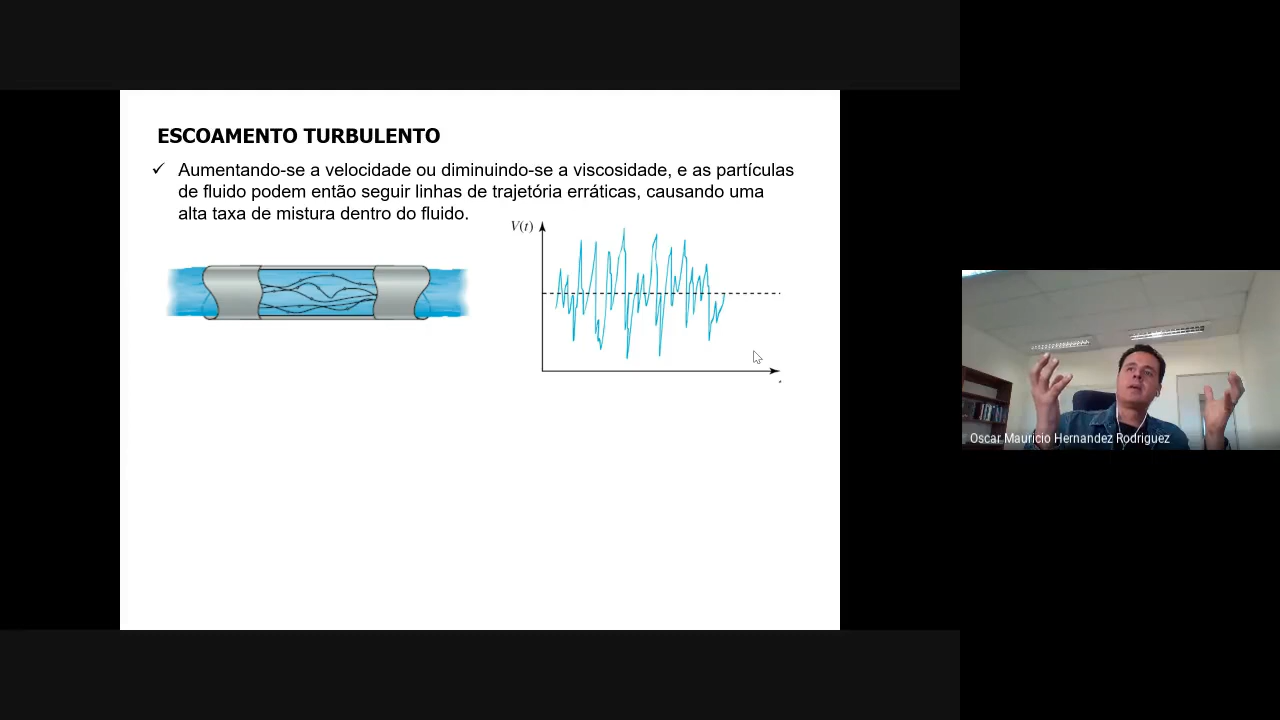 ESCOAMENTO TURBULENTO
✓ Aumentando-se a velocidade ou diminuindo-se a viscosidade, e as partículas
de fluido podem então seguir linhas de trajetória erráticas, causando uma
alta taxa de mistura dentro do fluido.
V(t)
Oscar Mauricio Hernandez Rodriguez